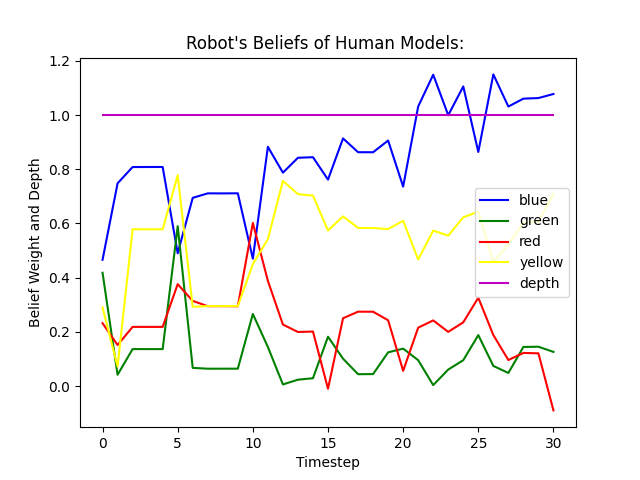 Robot's Beliefs of Human Models:
Belief Weight and Depth
1.2
1.0
0.8
0.6
0.4
0.2
0.0
blue
green
red
yellow
depth
0 5 10 15 20 25 30
Timestep